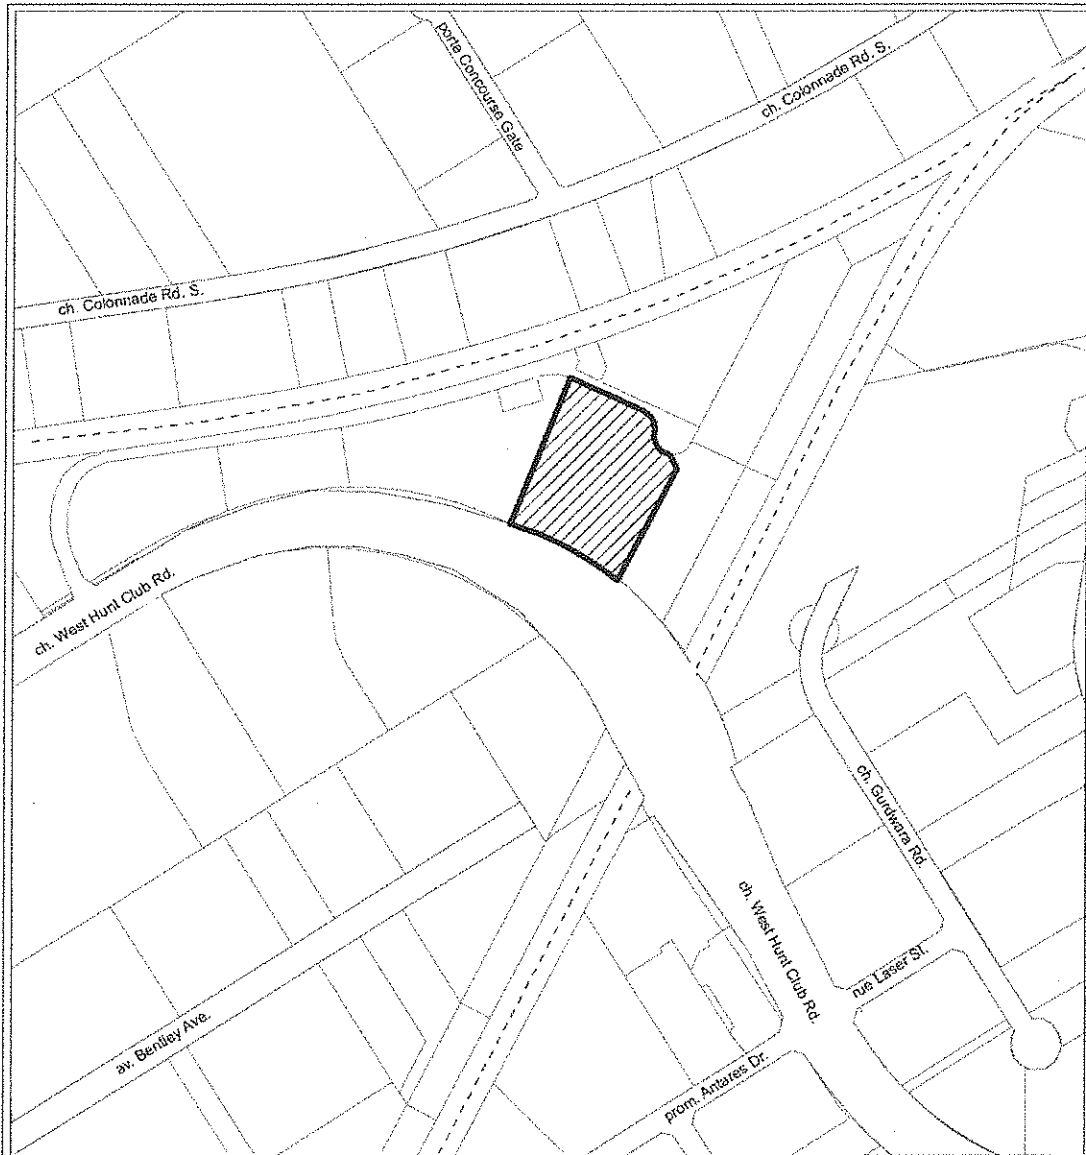 porte Concourse Gate
ch. Colonnade Rd. S.
ch. Colonnade Rd. S.
ch. West Hunt Club Rd.
ch. Gurdwara Rd.
ch. West Hunt Club Rd.
rue Laser St.
av. Bentley Ave.
prom. Antares Dr.